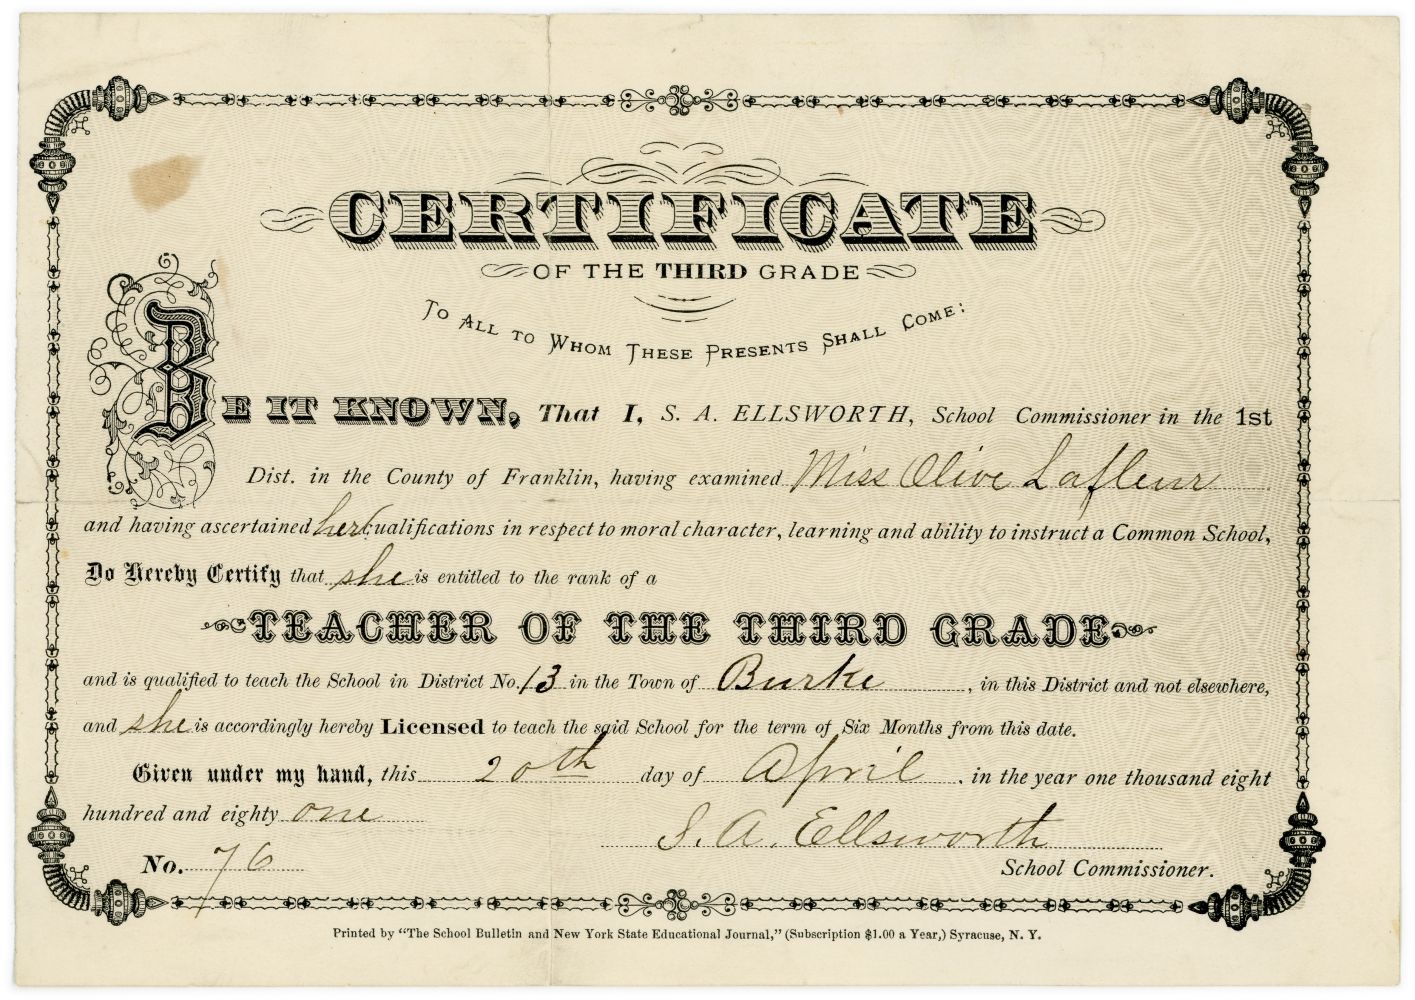 CERTIFICATE
OF THE THIRD GRADE
To All to Whom These Presents Shall Come:
BE IT KNOWN, That I, S. A. ELLSWORTH, School Commissioner in the 1st
Dist. in the County of Franklin, having examined Miss Olive Lafleur
and having ascertained her qualifications in respect to moral character, learning and ability to instruct a Common School,
Do Hereby Certify that she is entitled to the rank of a
TEACHER OF THE THIRD GRADE
and is qualified to teach the School in District No. 13 in the Town of Burke, in this District and not elsewhere,
and she is accordingly hereby Licensed to teach the said School for the term of Six Months from this date.
Given under my hand, this 20th day of April, in the year one thousand eight
hundred and eighty one
S. A. Ellsworth
No. 76
School Commissioner.
Printed by "The School Bulletin and New York State Educational Journal," (Subscription $1.00 a Year,) Syracuse, N. Y.